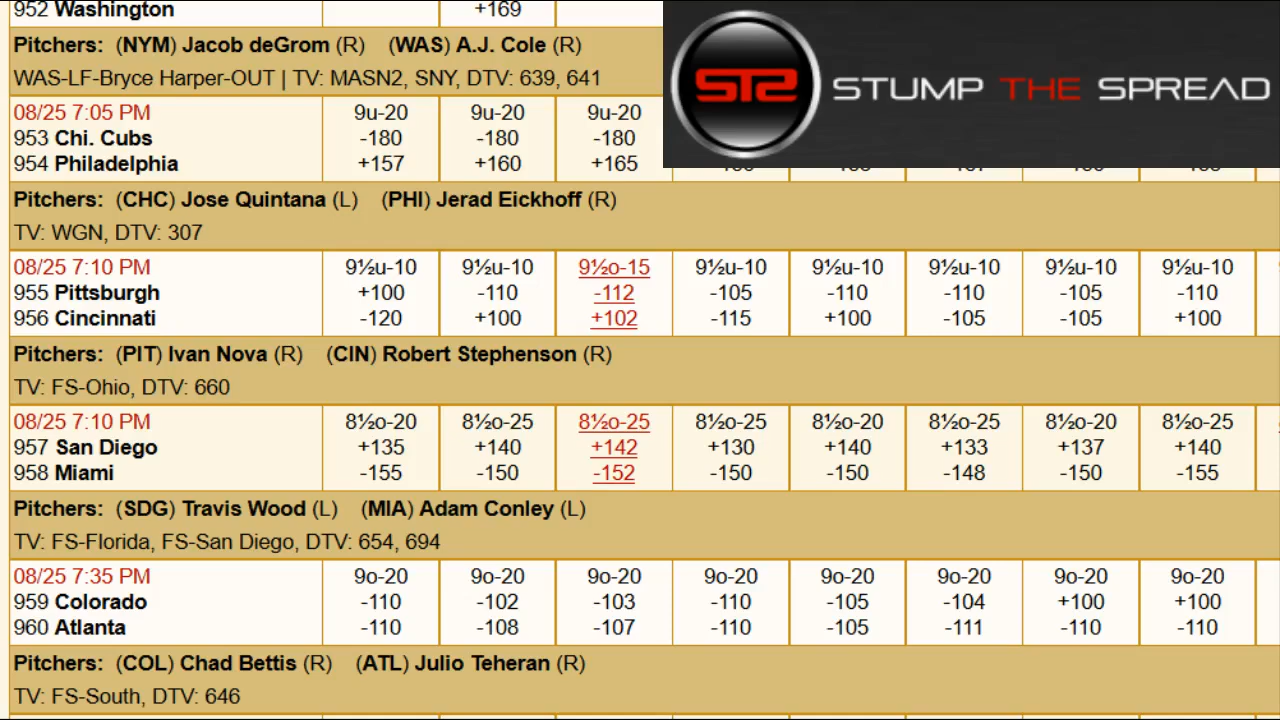 952 Washington +169
STS STUMP THE SPREAD
Pitchers: (NYM) Jacob deGrom (R) (WAS) A.J. Cole (R)
WAS-LF-Bryce Harper-OUT | TV: MASN2, SNY, DTV: 639, 641
08/25 7:05 PM 9u-20 9u-20 9u-20
953 Chi. Cubs -180 -180 -180
954 Philadelphia +157 +160 +165
Pitchers: (CHC) Jose Quintana (L) (PHI) Jerad Eickhoff (R)
TV: WGN, DTV: 307
08/25 7:10 PM 9½u-10 9½u-10 9½o-15 9½u-10 9½u-10 9½u-10 9½u-10 9½u-10
955 Pittsburgh +100 -110 -112 -105 -110 -110 -105 -110
956 Cincinnati -120 +100 +102 -115 +100 -105 -105 +100
Pitchers: (PIT) Ivan Nova (R) (CIN) Robert Stephenson (R)
TV: FS-Ohio, DTV: 660
08/25 7:10 PM 8½o-20 8½o-25 8½o-25 8½o-25 8½o-20 8½o-25 8½o-20 8½o-25
957 San Diego +135 +140 +142 +130 +140 +133 +137 +140
958 Miami -155 -150 -152 -150 -150 -148 -150 -155
Pitchers: (SDG) Travis Wood (L) (MIA) Adam Conley (L)
TV: FS-Florida, FS-San Diego, DTV: 654, 694
08/25 7:35 PM 9o-20 9o-20 9o-20 9o-20 9o-20 9o-20 9o-20 9o-20
959 Colorado -110 -102 -103 -110 -105 -104 +100 +100
960 Atlanta -110 -108 -107 -110 -105 -111 -110 -110
Pitchers: (COL) Chad Bettis (R) (ATL) Julio Teheran (R)
TV: FS-South, DTV: 646